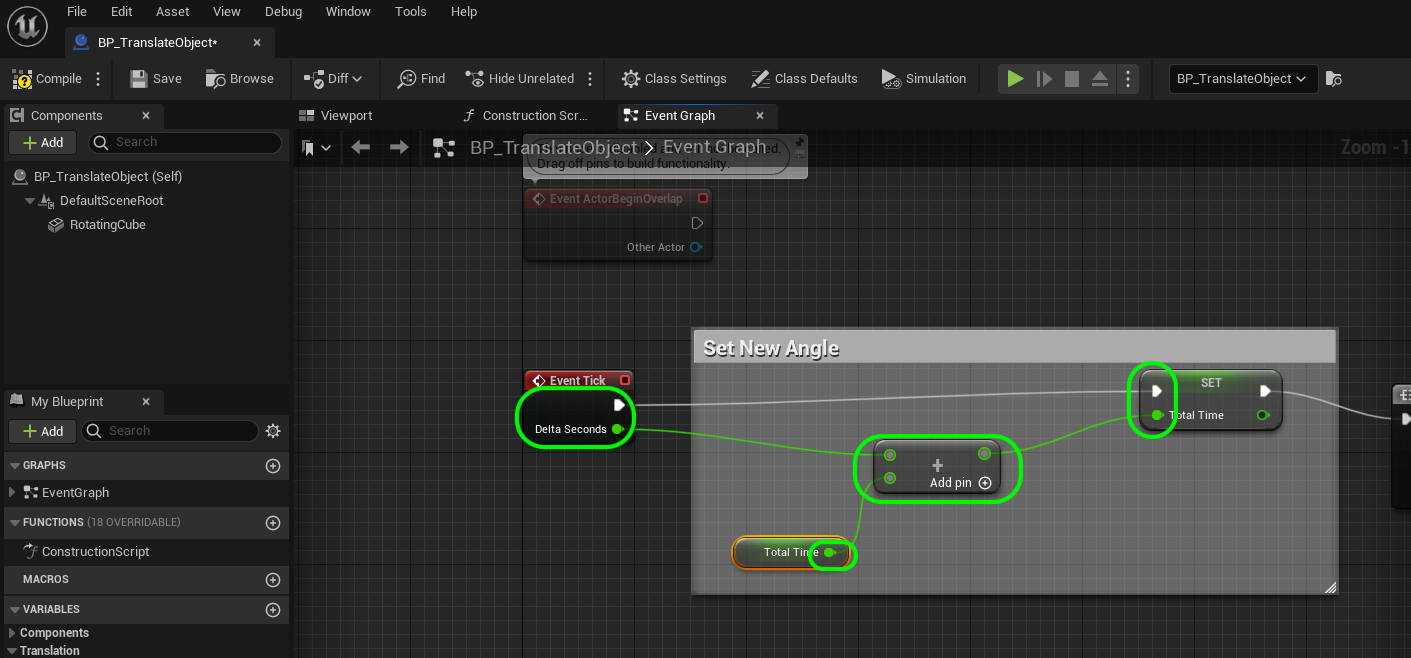 File Edit Asset View Debug Window Tools Help
BP_TranslateObject*
Compile Save Browse Diff Find Hide Unrelated Class Settings Class Defaults Simulation BP_TranslateObject
Components Viewport Construction Scr... Event Graph
Add Search
BP_TranslateObject > Event Graph Zoom -1
Drag off pins to build functionality.
BP_TranslateObject (Self)
DefaultSceneRoot
RotatingCube
Event ActorBeginOverlap
Other Actor
Set New Angle
Event Tick
Delta Seconds
SET
Total Time
+
Add pin
Total Time
My Blueprint
Add Search
GRAPHS
EventGraph
FUNCTIONS (18 OVERRIDABLE)
ConstructionScript
MACROS
VARIABLES
Components
Translation